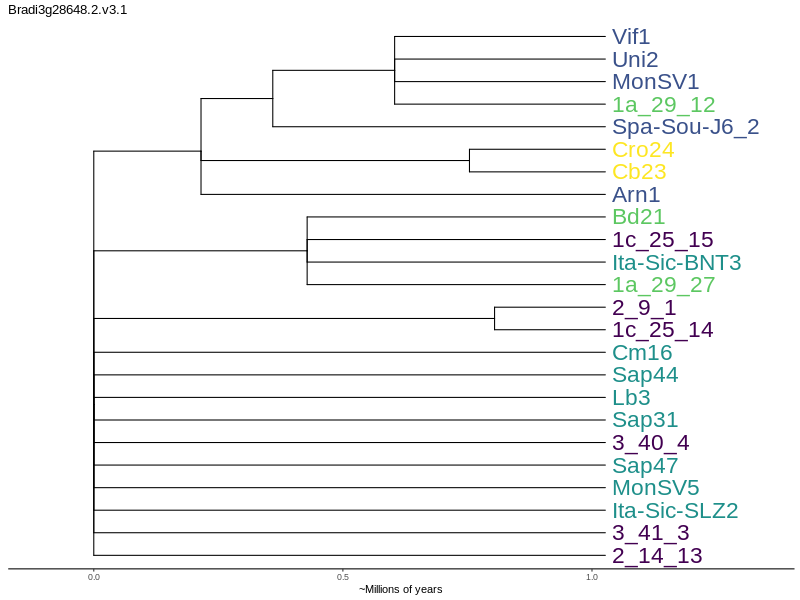 Bradi3g28648.2.v3.1
Vif1
Uni2
MonSV1
1a_29_12
Spa-Sou-J6_2
Cro24
Cb23
Arn1
Bd21
1c_25_15
Ita-Sic-BNT3
1a_29_27
2_9_1
1c_25_14
Cm16
Sap44
Lb3
Sap31
3_40_4
Sap47
MonSV5
Ita-Sic-SLZ2
3_41_3
2_14_13
0.0 0.5 1.0
~Millions of years